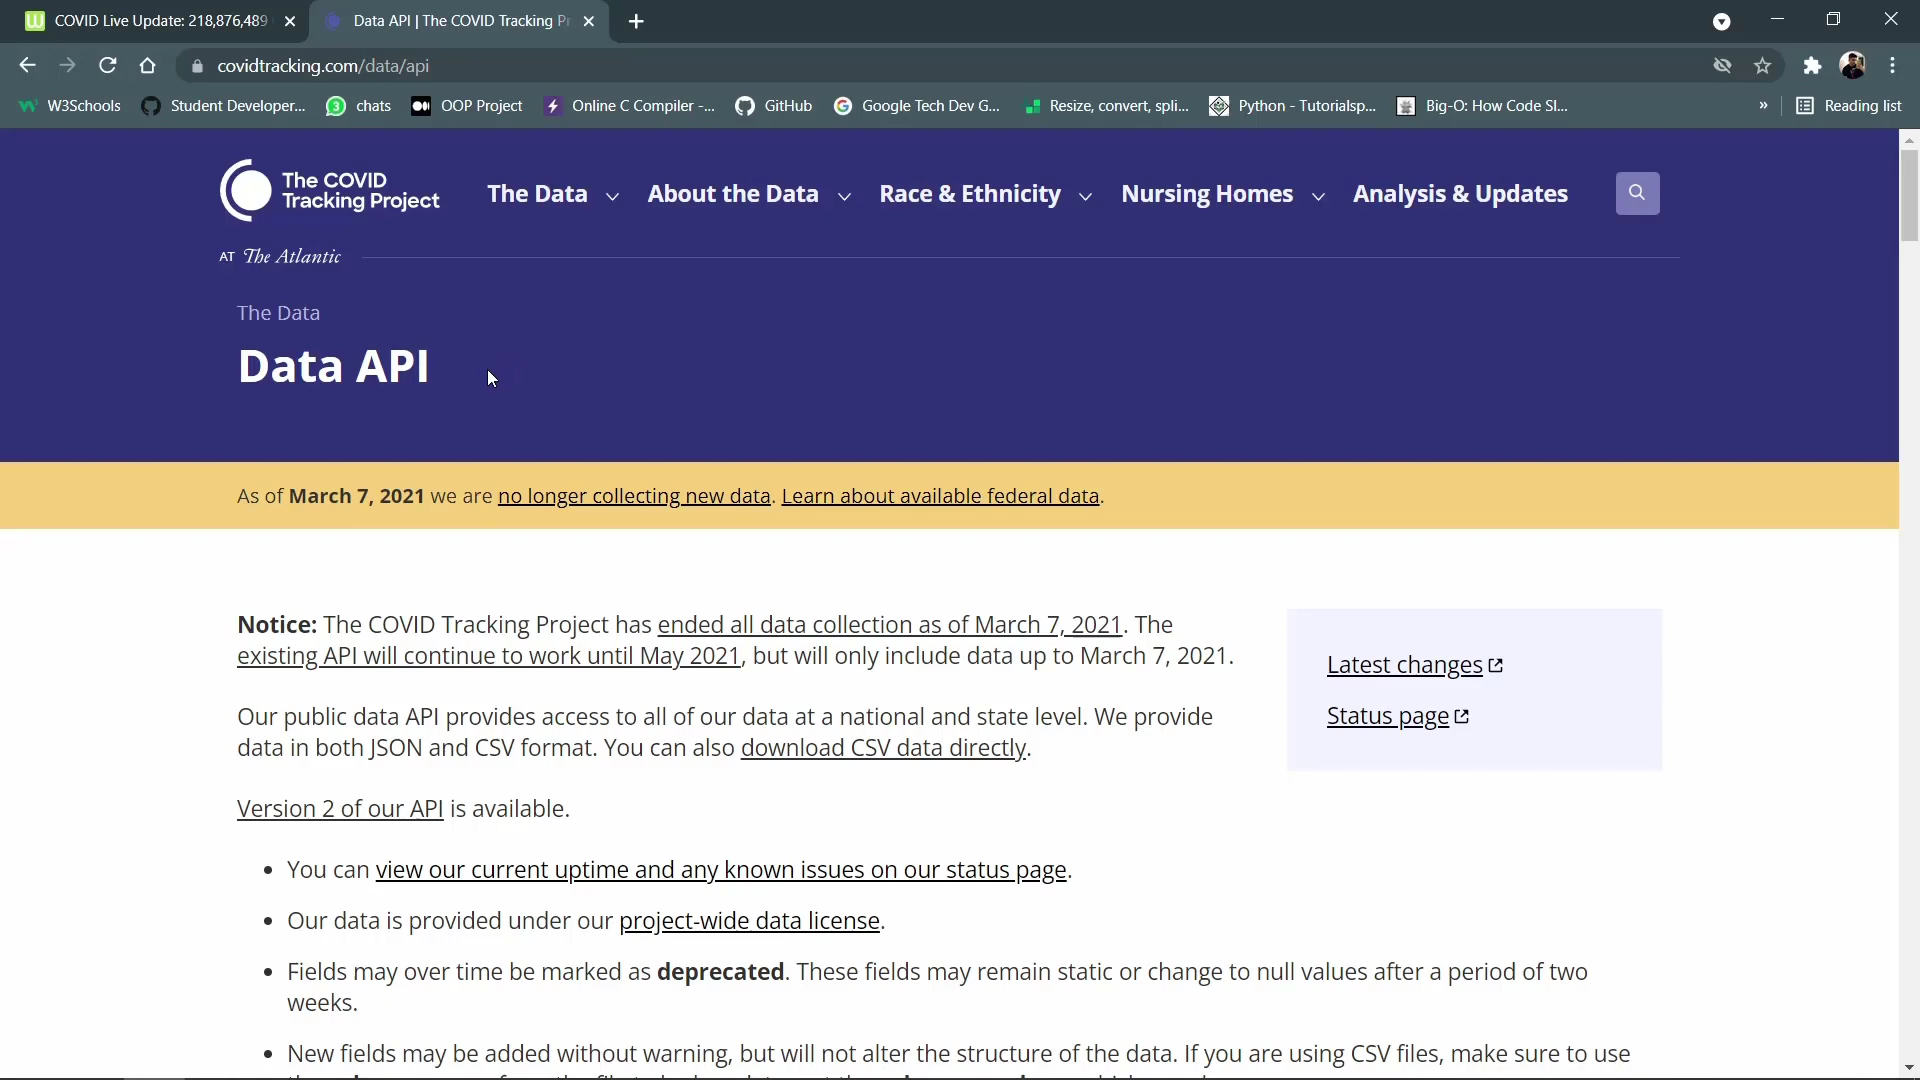 COVID Live Update: 218,876,489
Data API | The COVID Tracking Pr
covidtracking.com/data/api
W3Schools
Student Developer...
chats
OOP Project
Online C Compiler -...
GitHub
Google Tech Dev G...
Resize, convert, spli...
Python - Tutorialsp...
Big-O: How Code Sl...
»
Reading list
The COVID
Tracking Project
The Data
About the Data
Race & Ethnicity
Nursing Homes
Analysis & Updates
AT The Atlantic
The Data
Data API
As of March 7, 2021 we are no longer collecting new data. Learn about available federal data.
Notice: The COVID Tracking Project has ended all data collection as of March 7, 2021. The
existing API will continue to work until May 2021, but will only include data up to March 7, 2021.
Latest changes
Status page
Our public data API provides access to all of our data at a national and state level. We provide
data in both JSON and CSV format. You can also download CSV data directly.
Version 2 of our API is available.
• You can view our current uptime and any known issues on our status page.
• Our data is provided under our project-wide data license.
• Fields may over time be marked as deprecated. These fields may remain static or change to null values after a period of two
weeks.
• New fields may be added without warning, but will not alter the structure of the data. If you are using CSV files, make sure to use